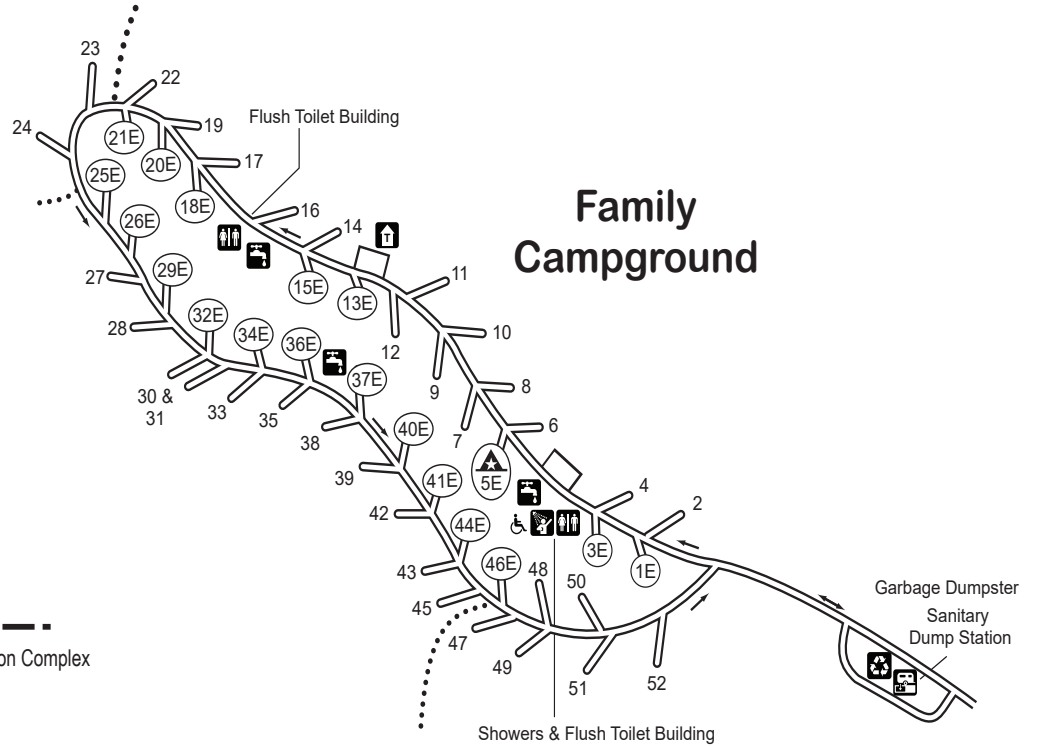 23
22
24
21E
19
Flush Toilet Building
20E
17
25E
Family
Campground
18E
16
26E
14
T
27
29E
15E
13E
11
28
32E
34E
36E
12
10
30 &
31
33
35
37E
9
8
38
40E
7
6
39
41E
5E
4
2
42
44E
3E
43
46E
48
50
1E
Garbage Dumpster
45
Sanitary
Dump Station
47
49
51
52
on Complex
Showers & Flush Toilet Building